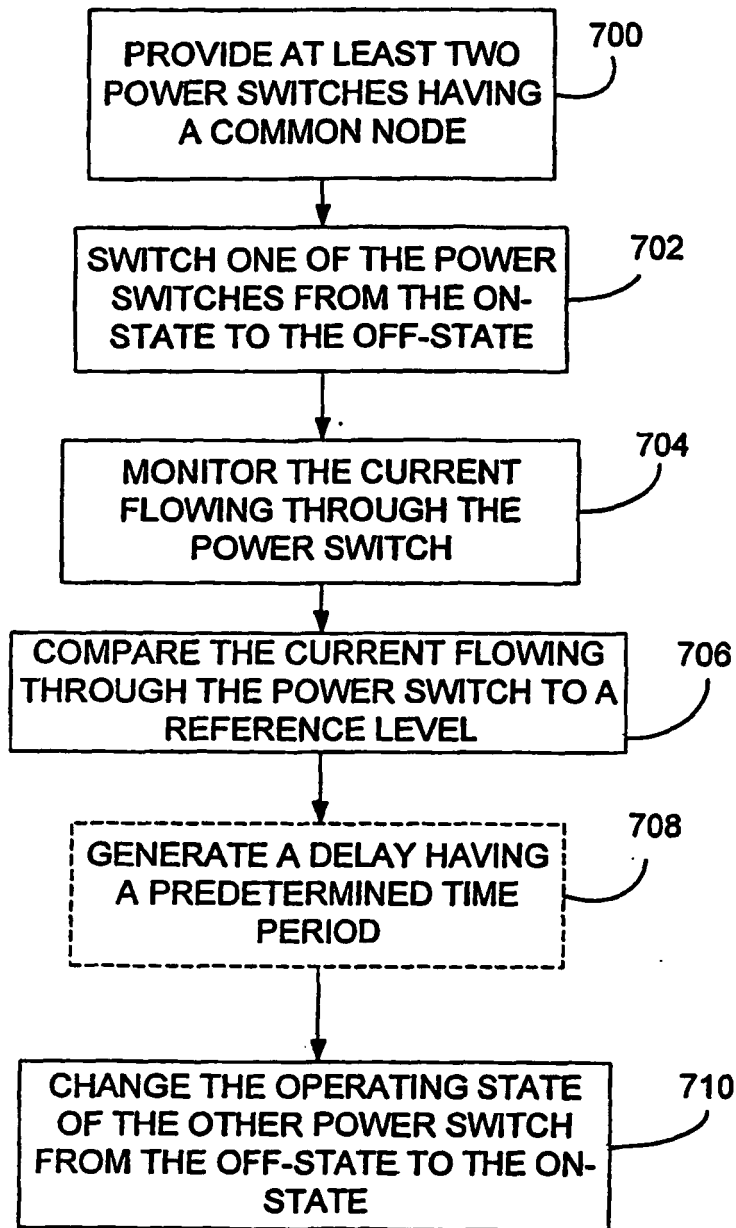 PROVIDE AT LEAST TWO
POWER SWITCHES HAVING
A COMMON NODE
700
SWITCH ONE OF THE POWER
SWITCHES FROM THE ON-
STATE TO THE OFF-STATE
702
MONITOR THE CURRENT
FLOWING THROUGH THE
POWER SWITCH
704
COMPARE THE CURRENT FLOWING
THROUGH THE POWER SWITCH TO A
REFERENCE LEVEL
706
GENERATE A DELAY HAVING
A PREDETERMINED TIME
PERIOD
708
CHANGE THE OPERATING STATE
OF THE OTHER POWER SWITCH
FROM THE OFF-STATE TO THE ON-
STATE
710